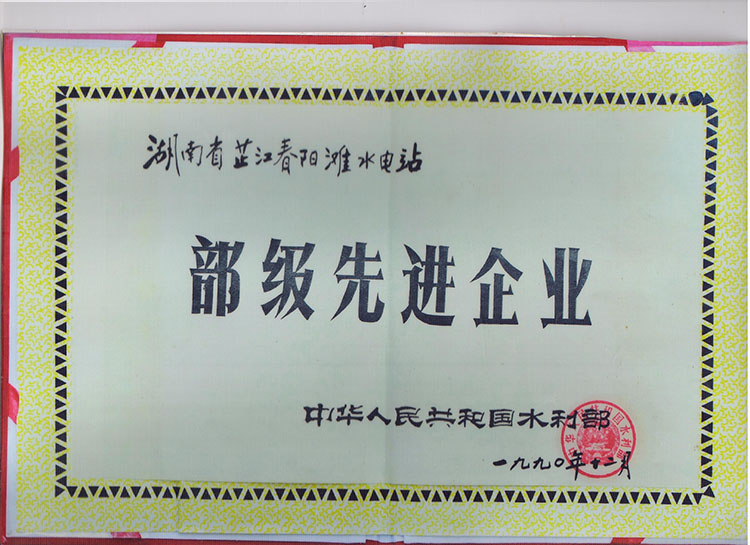 湖南省芷江春阳滩水电站
部级先进企业
中华人民共和国水利部
一九九〇年十二月